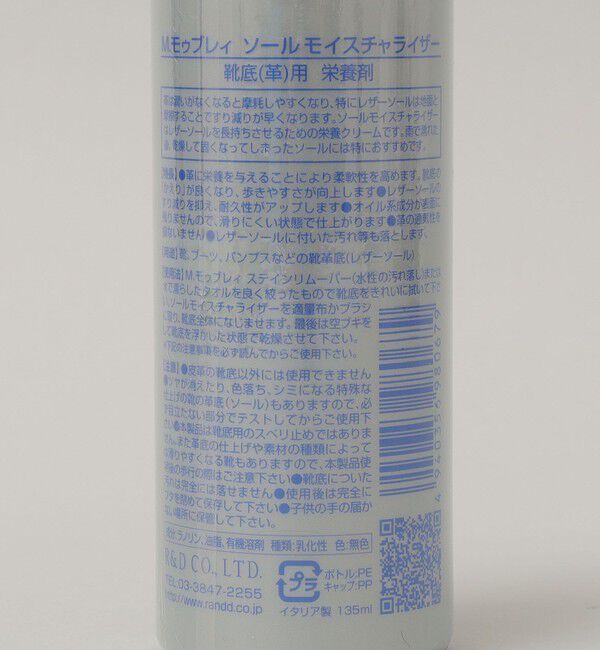 M.モゥブレィ ソール モイスチャライザー
靴底(革)用 栄養剤
革は潤いがなくなると摩耗しやすくなり、特にレザーソールは地面と
することですり減りが早くなります。ソールモイスチャライザー
はレザーソールを長持ちさせるための栄養クリームです。雨で濡れた
、乾燥して固くなってしまったソールには特におすすめです。
【特長】●革に栄養を与えることにより柔軟性を高めます。靴底の
かえり」が良くなり、歩きやすさが向上します●レザーソールの
すり減りを抑え、耐久性がアップします●オイル系成分が表面に
残りませんので、滑りにくい状態で仕上がります●革の通気性を
損ないません●レザーソールに付いた汚れ等も落とします。
【用途】靴、ブーツ、パンプスなどの靴革底(レザーソール)
【使用法】M.モゥブレィ ステインリムーバー(水性の汚れ落し)または
水で濡らしたタオルを良く絞ったもので靴底をきれいに拭いて下さ
い。ソールモイスチャライザーを適量布かブラシ
に取り、靴底全体になじませます。最後は空ブキを
して靴底を浮かした状態で乾燥させて下さい。
※下記の注意事項を必ず読んでからご使用下さい。
【注意】●皮革の靴底以外には使用できません
●ツヤが消えたり、色落ち、シミになる特殊な
仕上げの靴の革底(ソール)もありますので、必
ず目立たない部分でテストしてからご使用下
さい●本製品は靴底用のスベリ止めではありま
せん。また革底の仕上げや素材の種類によって
滑りやすくなる靴もありますので、本製品使
用後の歩行の際はご注意下さい●靴底についた
汚れは完全には落せません●使用後は完全に
フタを閉めて保存して下さい●子供の手の届か
ない場所に保管して下さい。
成分:ラノリン、油脂、有機溶剤 種類:乳化性 色:無色
R&D CO., LTD.
TEL.03-3847-2255
http://www.randd.co.jp
プラ
ボトル:PE
キャップ:PP
イタリア製 135ml